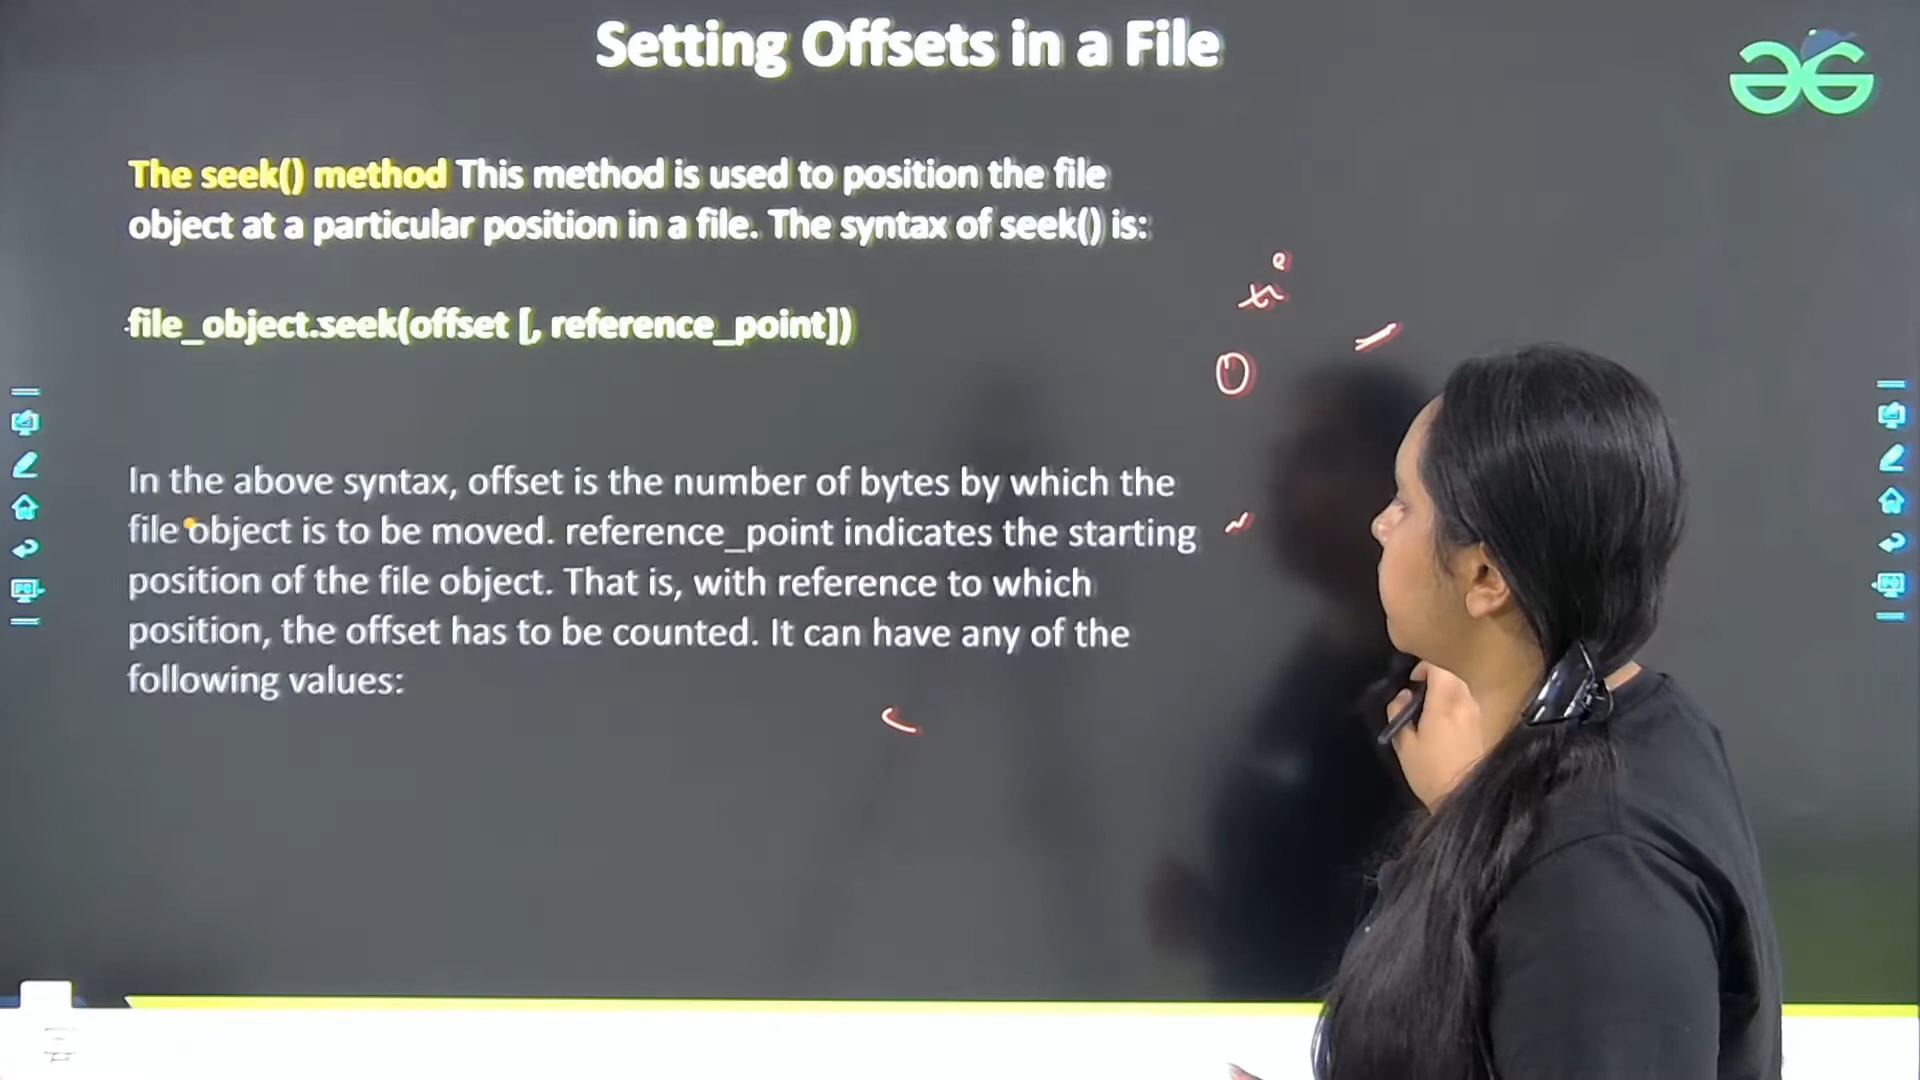 Setting Offsets in a File
The seek() method This method is used to position the file
object at a particular position in a file. The syntax of seek() is:
file_object.seek(offset [, reference_point])
In the above syntax, offset is the number of bytes by which the
file object is to be moved. reference_point indicates the starting
position of the file object. That is, with reference to which
position, the offset has to be counted. It can have any of the
following values: